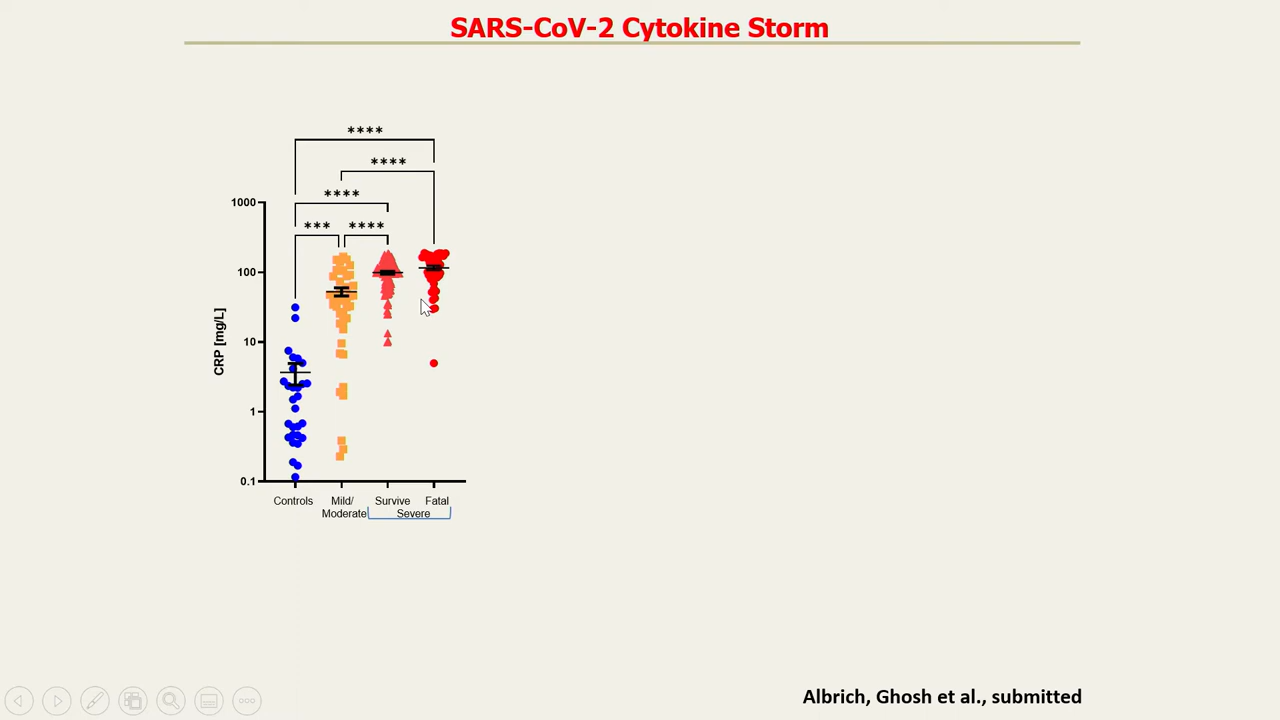 SARS-CoV-2 Cytokine Storm
****
****
****
*** ****
1000
100
10
1
0.1
CRP [mg/L]
Controls Mild/ Survive Fatal
Moderate Severe
Albrich, Ghosh et al., submitted